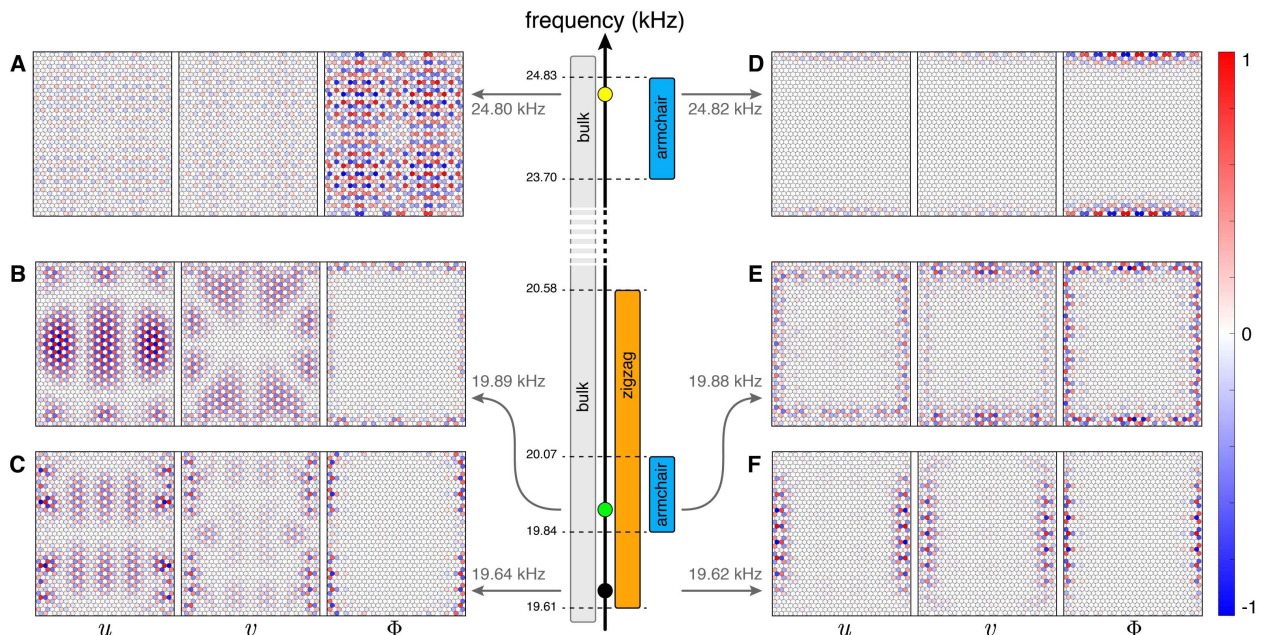 frequency (kHz)
A
D
24.83
24.80 kHz
24.82 kHz
bulk
armchair
23.70
1
0
-1
B
E
20.58
19.89 kHz
19.88 kHz
bulk
zigzag
20.07
armchair
19.84
C
F
19.64 kHz
19.62 kHz
19.61
u
v
Φ
u
v
Φ